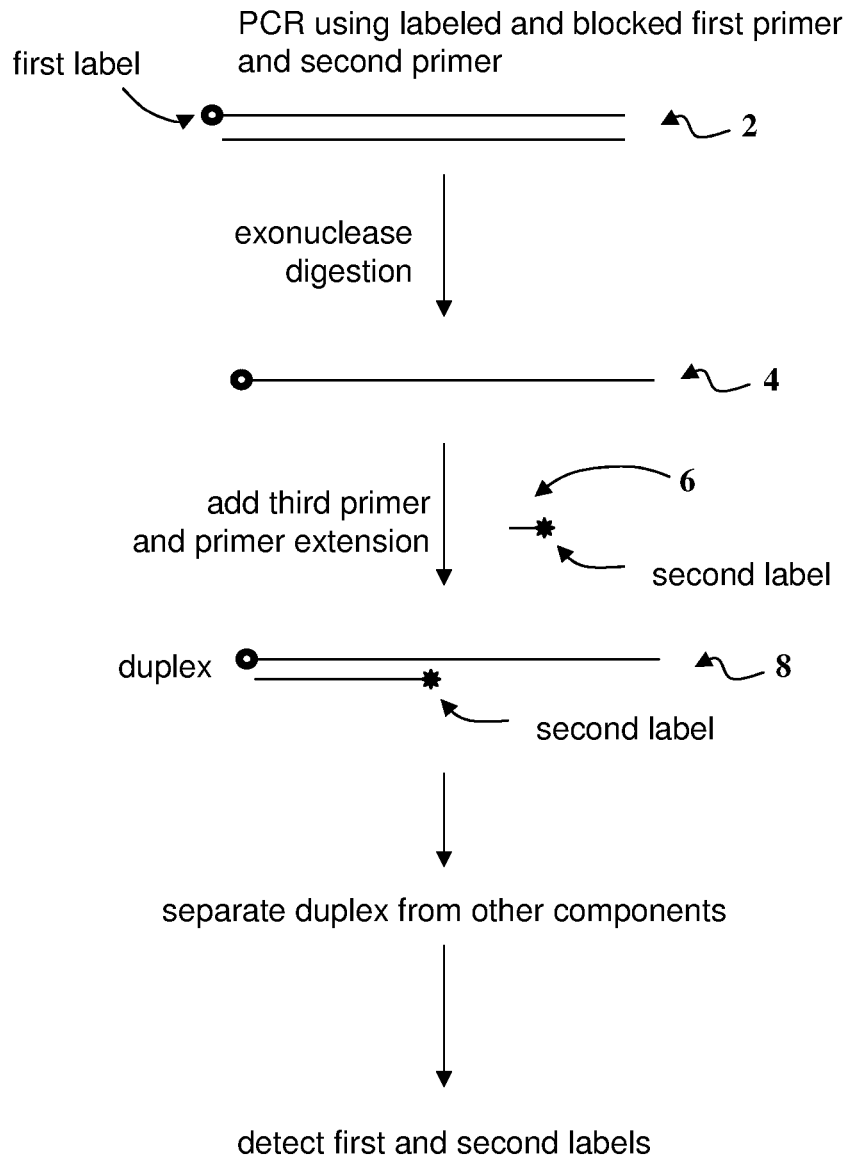 PCR using labeled and blocked first primer
and second primer
first label
2
exonuclease
digestion
4
add third primer
and primer extension
6
second label
duplex
8
second label
separate duplex from other components
detect first and second labels